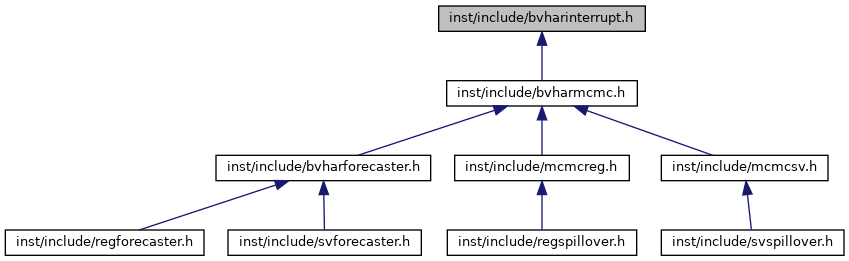 inst/include/bvharinterrupt.h
inst/include/bvharmcmc.h
inst/include/bvharforecaster.h
inst/include/mcmcreg.h
inst/include/mcmcsv.h
inst/include/regforecaster.h
inst/include/svforecaster.h
inst/include/regspillover.h
inst/include/svspillover.h